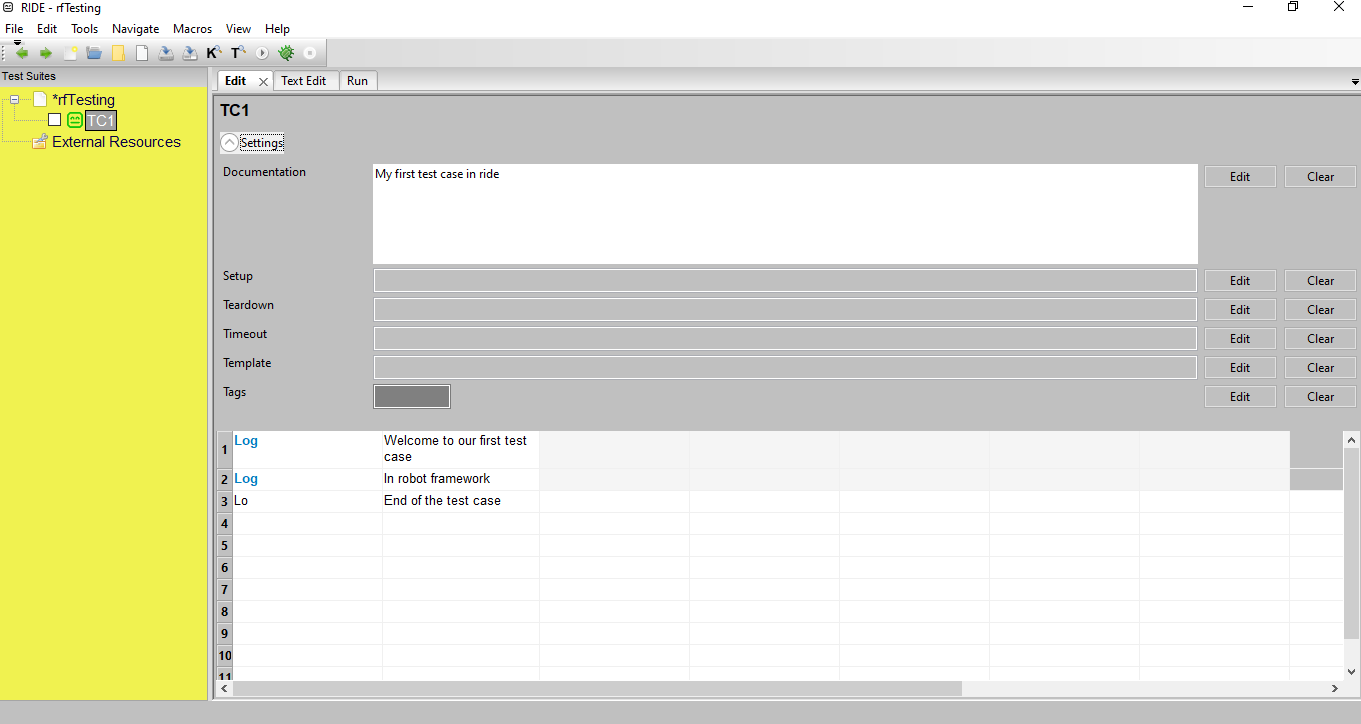 RIDE - rfTesting
File Edit Tools Navigate Macros View Help
K T
Test Suites
*rfTesting
TC1
External Resources
Edit Text Edit Run
TC1
Settings
Documentation
My first test case in ride
Edit Clear
Setup
Edit Clear
Teardown
Edit Clear
Timeout
Edit Clear
Template
Edit Clear
Tags
Edit Clear
1 Log Welcome to our first test
case
2 Log In robot framework
3 Lo End of the test case
4
5
6
7
8
9
10
11